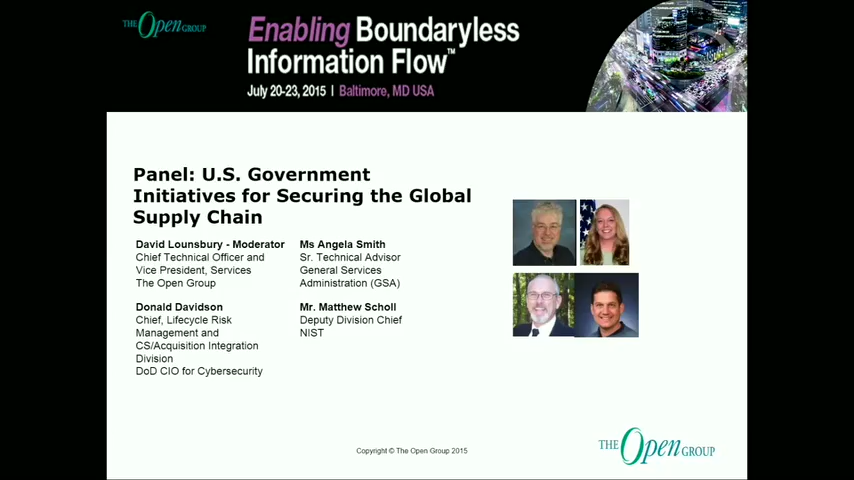 THE Open GROUP
Enabling Boundaryless
Information Flow™
July 20-23, 2015 | Baltimore, MD USA
Panel: U.S. Government
Initiatives for Securing the Global
Supply Chain
David Lounsbury - Moderator
Chief Technical Officer and
Vice President, Services
The Open Group
Ms Angela Smith
Sr. Technical Advisor
General Services
Administration (GSA)
Donald Davidson
Chief, Lifecycle Risk
Management and
CS/Acquisition Integration
Division
DoD CIO for Cybersecurity
Mr. Matthew Scholl
Deputy Division Chief
NIST
Copyright © The Open Group 2015
THE Open GROUP